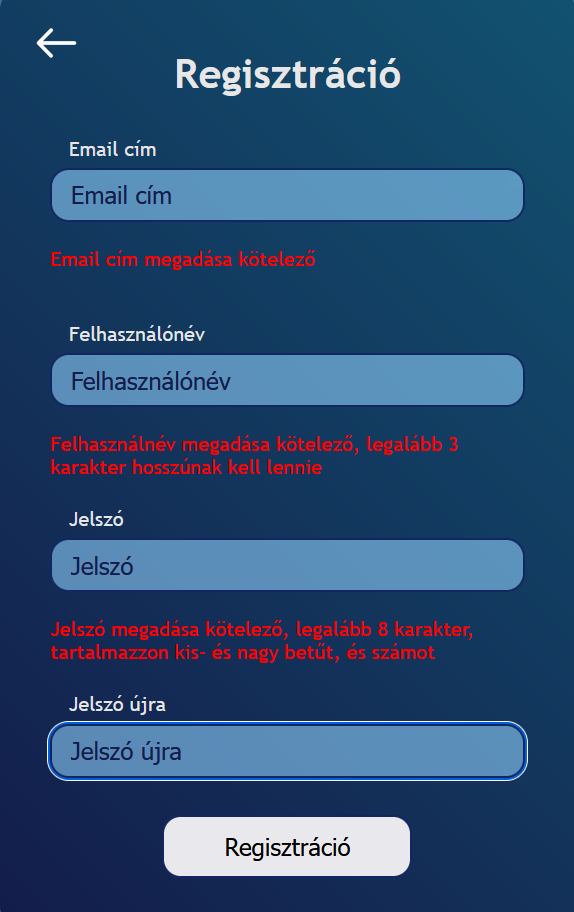 Regisztráció
Email cím
Email cím
Email cím megadása kötelező
Felhasználónév
Felhasználónév
Felhasználnév megadása kötelező, legalább 3
karakter hosszúnak kell lennie
Jelszó
Jelszó
Jelszó megadása kötelező, legalább 8 karakter,
tartalmazzon kis- és nagy betűt, és számot
Jelszó újra
Jelszó újra
Regisztráció